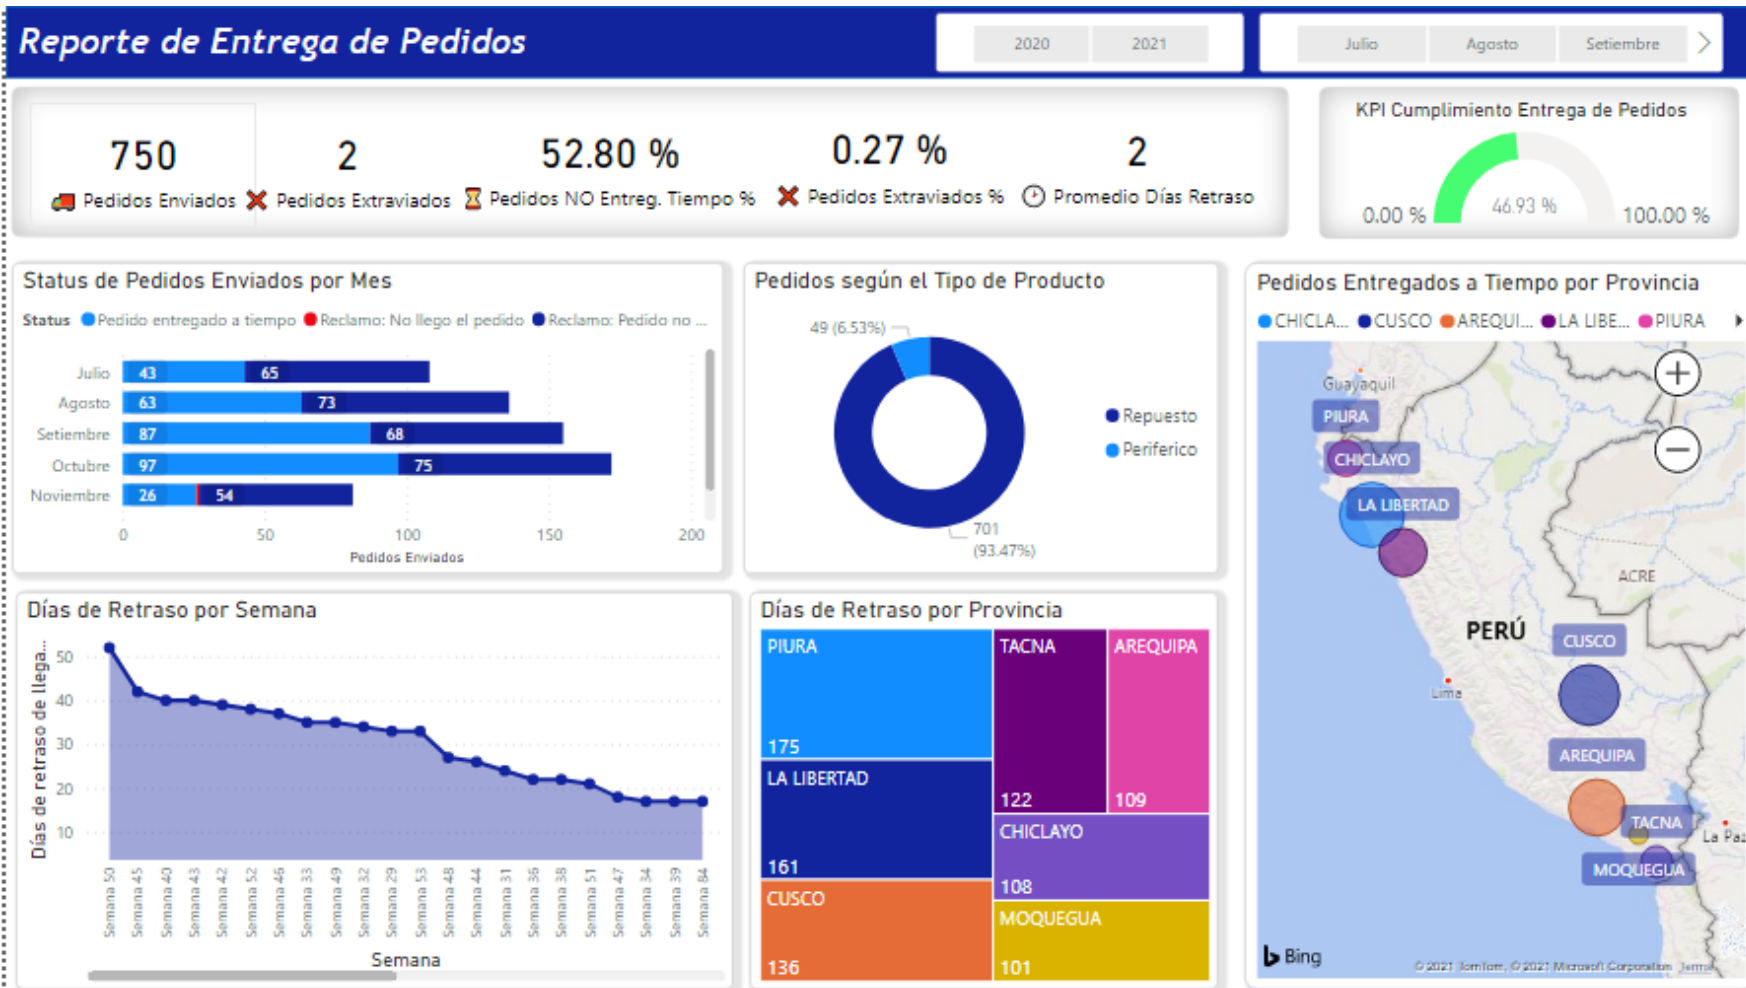 Reporte de Entrega de Pedidos
2020 2021
Julio Agosto Setiembre
750
Pedidos Enviados
2
Pedidos Extraviados
52.80 %
Pedidos NO Entreg. Tiempo %
0.27 %
Pedidos Extraviados %
2
Promedio Días Retraso
KPI Cumplimiento Entrega de Pedidos
46.93 %
0.00 % 100.00 %
Status de Pedidos Enviados por Mes
Status Pedido entregado a tiempo Reclamo: No llego el pedido Reclamo: Pedido no ...
Julio 43 65
Agosto 63 73
Setiembre 87 68
Octubre 97 75
Noviembre 26 54
0 50 100 150 200
Pedidos Enviados
Pedidos según el Tipo de Producto
49 (6.53%)
Repuesto
Periferico
701
(93.47%)
Pedidos Entregados a Tiempo por Provincia
CHICLA... CUSCO AREQUI... LA LIBE... PIURA
Guayaquil
PIURA
CHICLAYO
LA LIBERTAD
ACRE
PERÚ
CUSCO
Lima
AREQUIPA
TACNA
La Paz
MOQUEGUA
Bing
© 2021 TomTom, © 2021 Microsoft Corporation Terms
Días de Retraso por Semana
Días de retraso de llega...
50
40
30
20
10
Semana 50
Semana 45
Semana 40
Semana 43
Semana 42
Semana 52
Semana 46
Semana 33
Semana 49
Semana 32
Semana 29
Semana 53
Semana 48
Semana 44
Semana 31
Semana 36
Semana 38
Semana 51
Semana 47
Semana 34
Semana 39
Semana 84
Semana
Días de Retraso por Provincia
PIURA
175
LA LIBERTAD
161
CUSCO
136
TACNA
122
AREQUIPA
109
CHICLAYO
108
MOQUEGUA
101